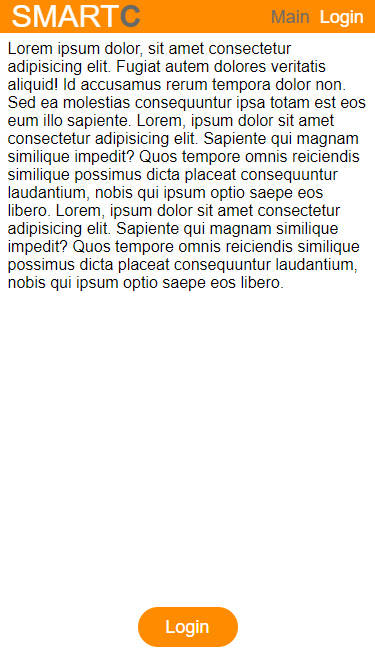 SMARTC
Main Login
Lorem ipsum dolor, sit amet consectetur
adipisicing elit. Fugiat autem dolores veritatis
aliquid! Id accusamus rerum tempora dolor non.
Sed ea molestias consequuntur ipsa totam est eos
eum illo sapiente. Lorem, ipsum dolor sit amet
consectetur adipisicing elit. Sapiente qui magnam
similique impedit? Quos tempore omnis reiciendis
similique possimus dicta placeat consequuntur
laudantium, nobis qui ipsum optio saepe eos
libero. Lorem, ipsum dolor sit amet consectetur
adipisicing elit. Sapiente qui magnam similique
impedit? Quos tempore omnis reiciendis similique
possimus dicta placeat consequuntur laudantium,
nobis qui ipsum optio saepe eos libero.
Login